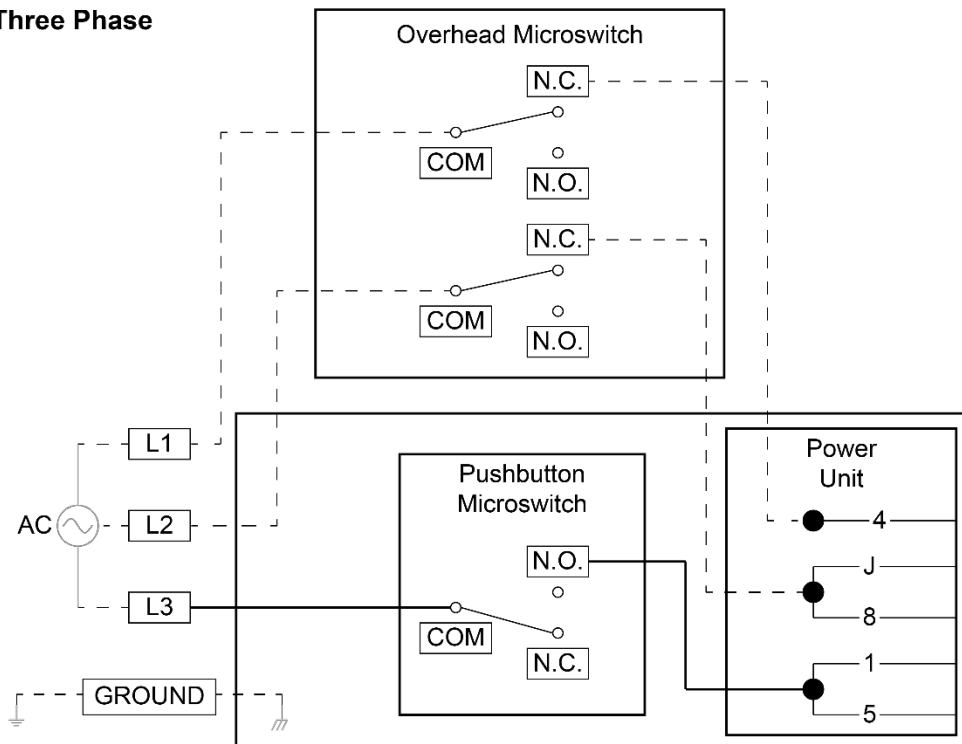 Three Phase
Overhead Microswitch
N.C.
COM
N.O.
N.C.
COM
N.O.
L1
AC
L2
L3
GROUND
Pushbutton
Microswitch
N.O.
COM
N.C.
Power
Unit
4
J
8
1
5